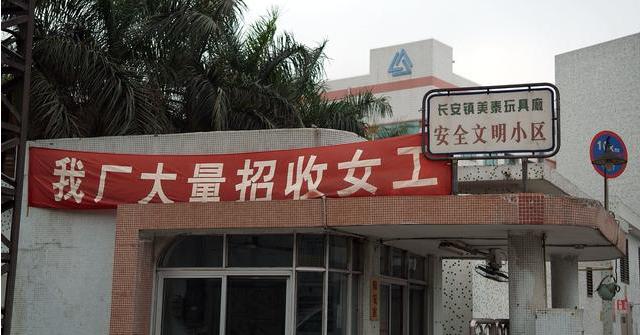 我厂大量招收女工
长安镇美泰玩具廠
安全文明小区